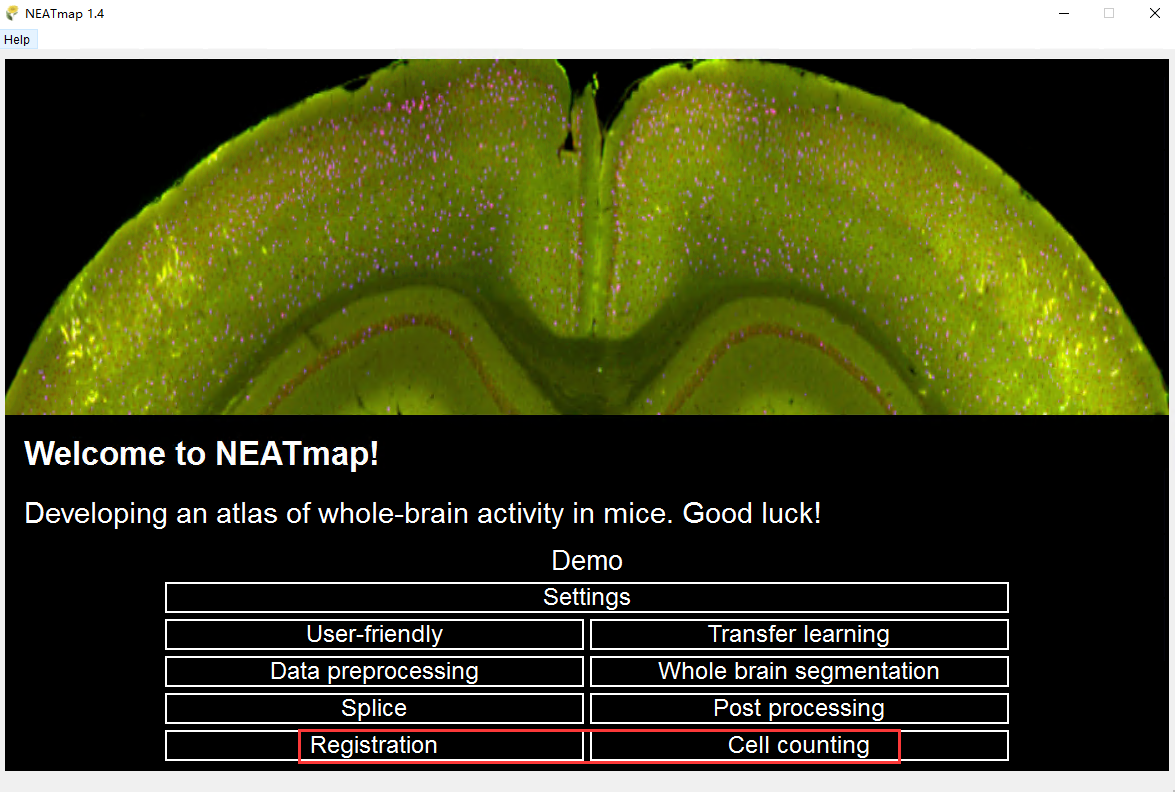 NEATmap 1.4
Help
Welcome to NEATmap!
Developing an atlas of whole-brain activity in mice. Good luck!
Demo
Settings
User-friendly Transfer learning
Data preprocessing Whole brain segmentation
Splice Post processing
Registration Cell counting